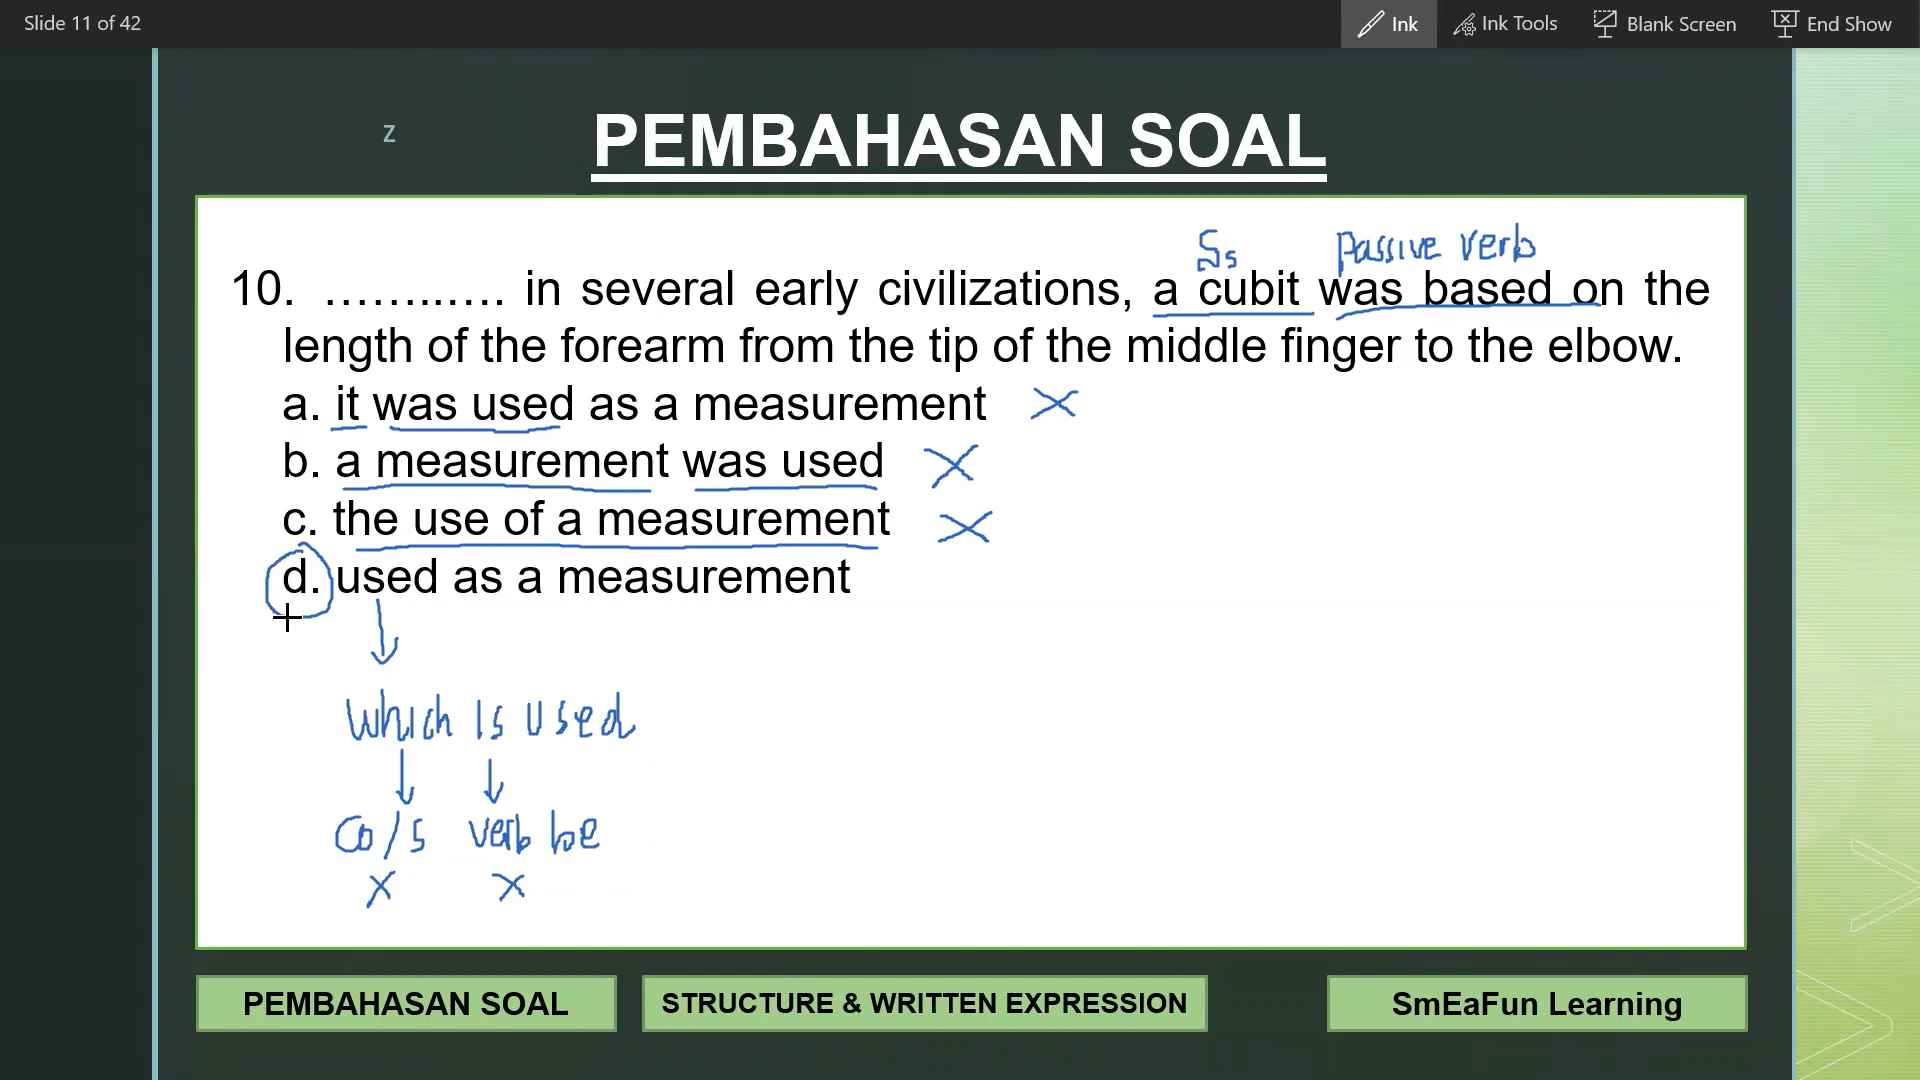 Slide 11 of 42
Ink
Ink Tools
Blank Screen
End Show
z
PEMBAHASAN SOAL
Ss passive verb
10. ……..…. in several early civilizations, a cubit was based on the
length of the forearm from the tip of the middle finger to the elbow.
a. it was used as a measurement X
b. a measurement was used X
c. the use of a measurement X
d. used as a measurement
which is used
Co/s verb be
X X
PEMBAHASAN SOAL
STRUCTURE & WRITTEN EXPRESSION
SmEaFun Learning